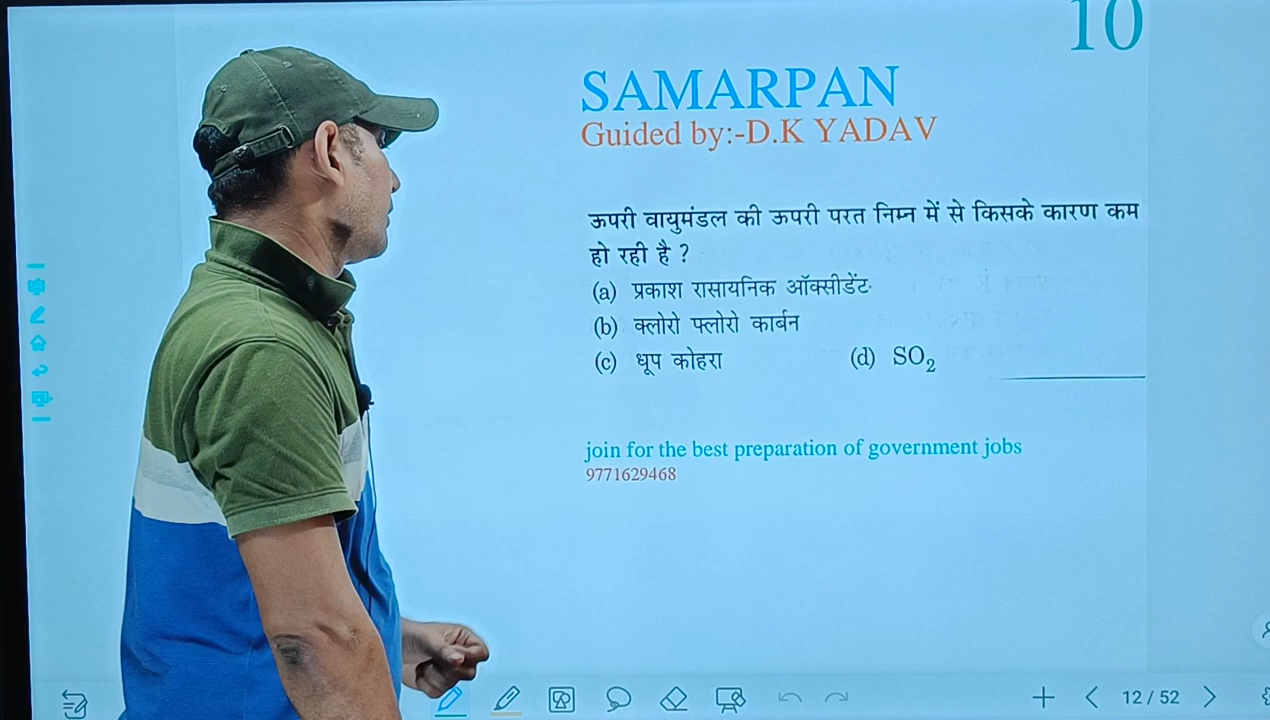 10
SAMARPAN
Guided by:-D.K YADAV
ऊपरी वायुमंडल की ऊपरी परत निम्न में से किसके कारण कम
हो रही है ?
(a) प्रकाश रासायनिक ऑक्सीडेंट
(b) क्लोरो फ्लोरो कार्बन
(c) धूप कोहरा (d) SO₂
join for the best preparation of government jobs
9771629468
12 / 52